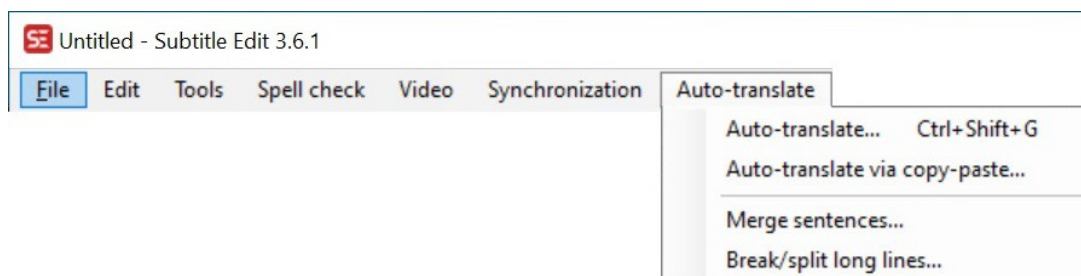 SE Untitled - Subtitle Edit 3.6.1
File Edit Tools Spell check Video Synchronization Auto-translate
Auto-translate... Ctrl+Shift+G
Auto-translate via copy-paste...
Merge sentences...
Break/split long lines...